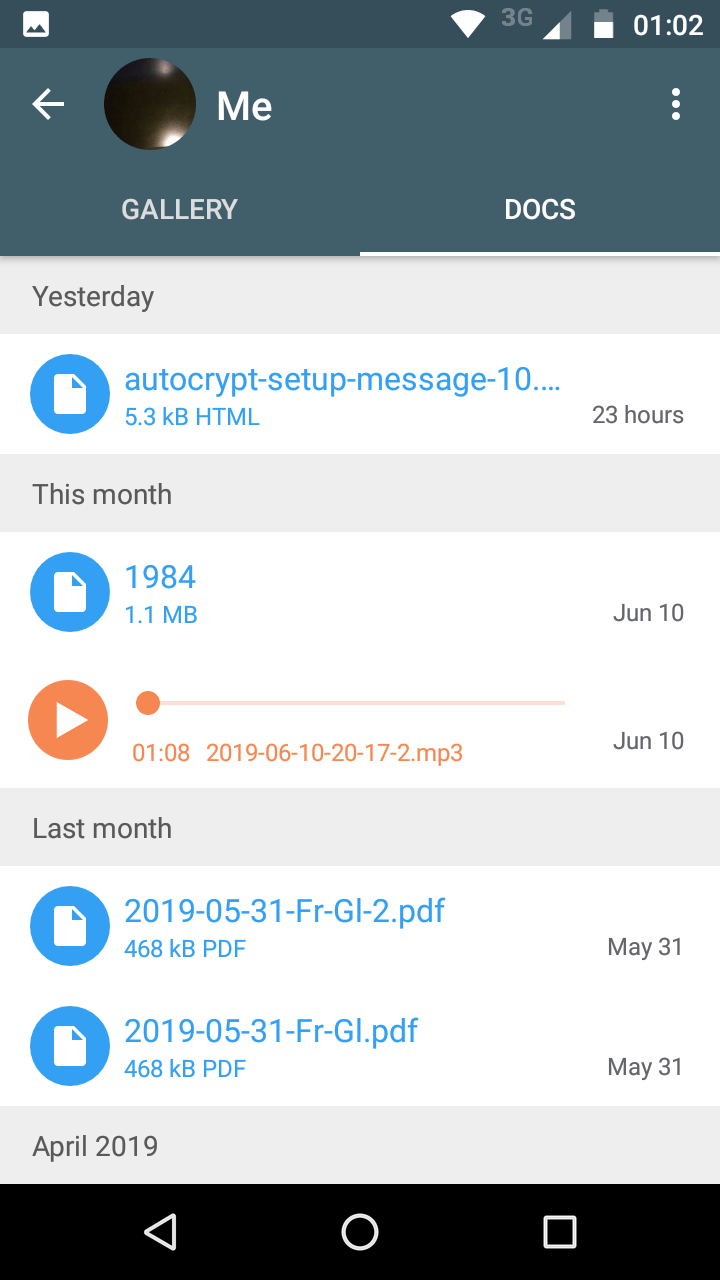 3G 01:02
Me
GALLERY DOCS
Yesterday
autocrypt-setup-message-10.…
5.3 kB HTML 23 hours
This month
1984
1.1 MB Jun 10
01:08 2019-06-10-20-17-2.mp3 Jun 10
Last month
2019-05-31-Fr-Gl-2.pdf
468 kB PDF May 31
2019-05-31-Fr-Gl.pdf
468 kB PDF May 31
April 2019